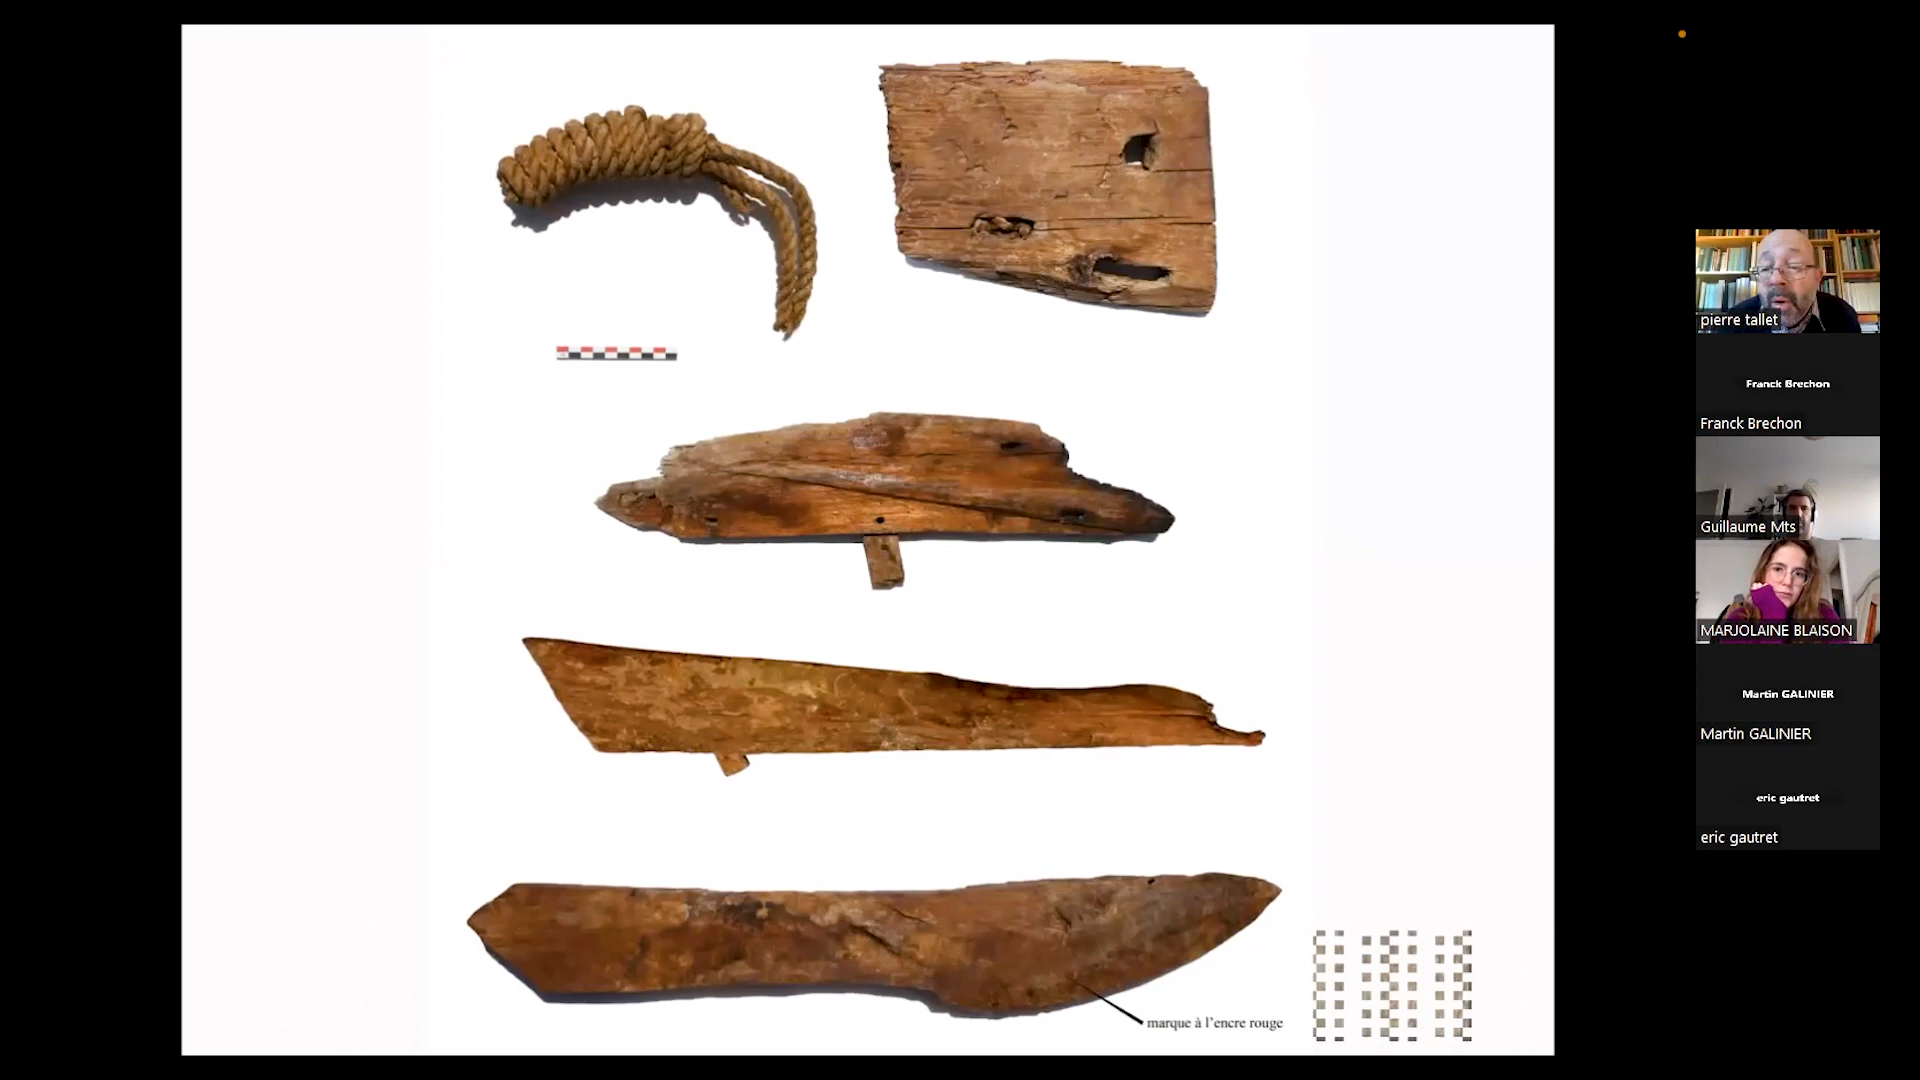 marque à l'encre rouge
pierre tallet
Franck Brechon
Franck Brechon
Guillaume Mts
MARJOLAINE BLAISON
Martin GALINIER
Martin GALINIER
eric gautret
eric gautret